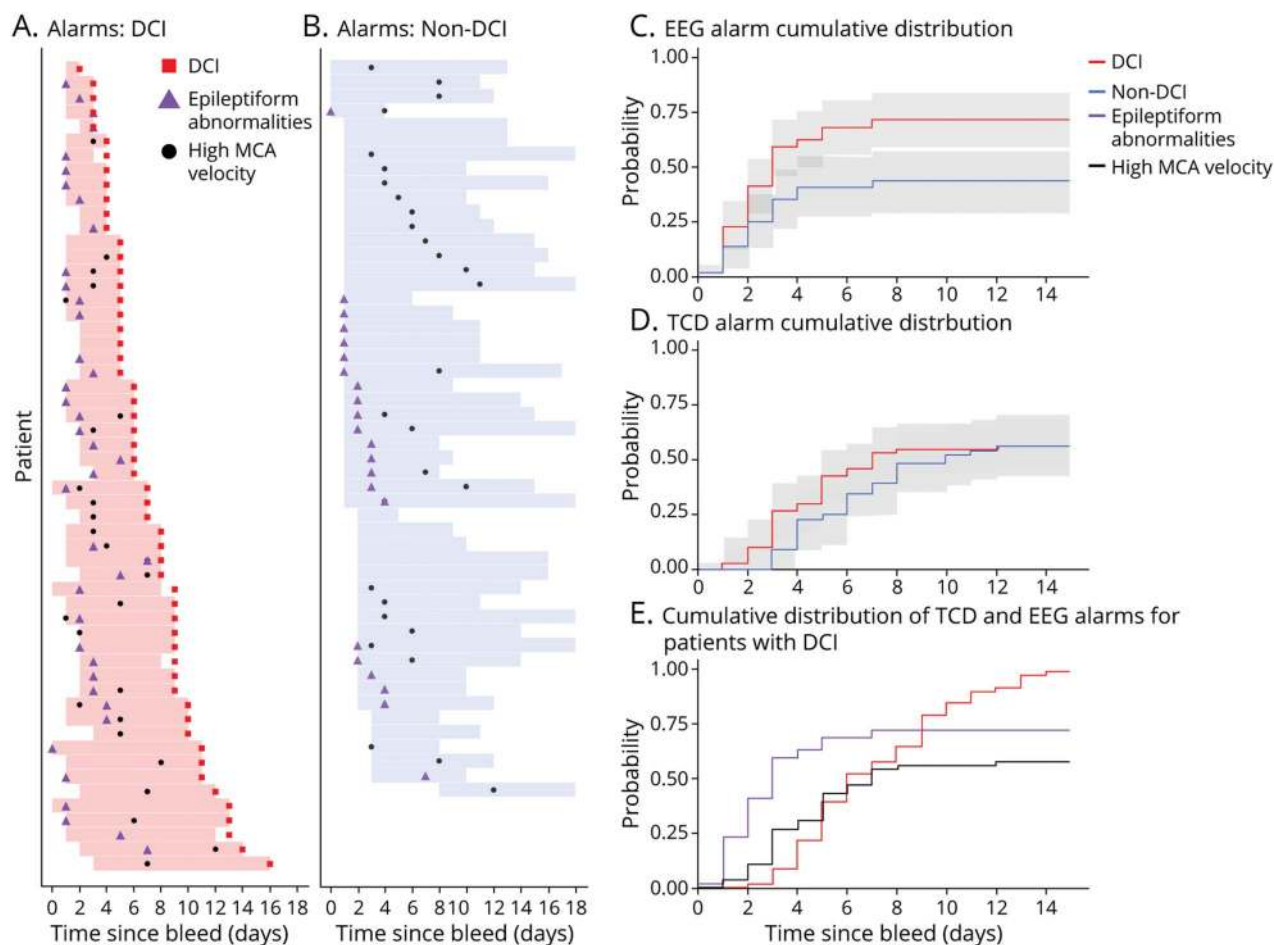 A. Alarms: DCI
DCI
Epileptiform
abnormalities
High MCA
velocity
Patient
0 2 4 6 8 10 12 14 16 18
Time since bleed (days)
B. Alarms: Non-DCI
0 2 4 6 8 10 12 14 16 18
Time since bleed (days)
C. EEG alarm cumulative distribution
Probability
1.00
0.75
0.50
0.25
0.00
0 2 4 6 8 10 12 14
DCI
Non-DCI
Epileptiform
abnormalities
High MCA velocity
D. TCD alarm cumulative distrbution
Probability
1.00
0.75
0.50
0.25
0.00
0 2 4 6 8 10 12 14
E. Cumulative distribution of TCD and EEG alarms for
patients with DCI
Probability
1.00
0.75
0.50
0.25
0.00
0 2 4 6 8 10 12 14
Time since bleed (days)